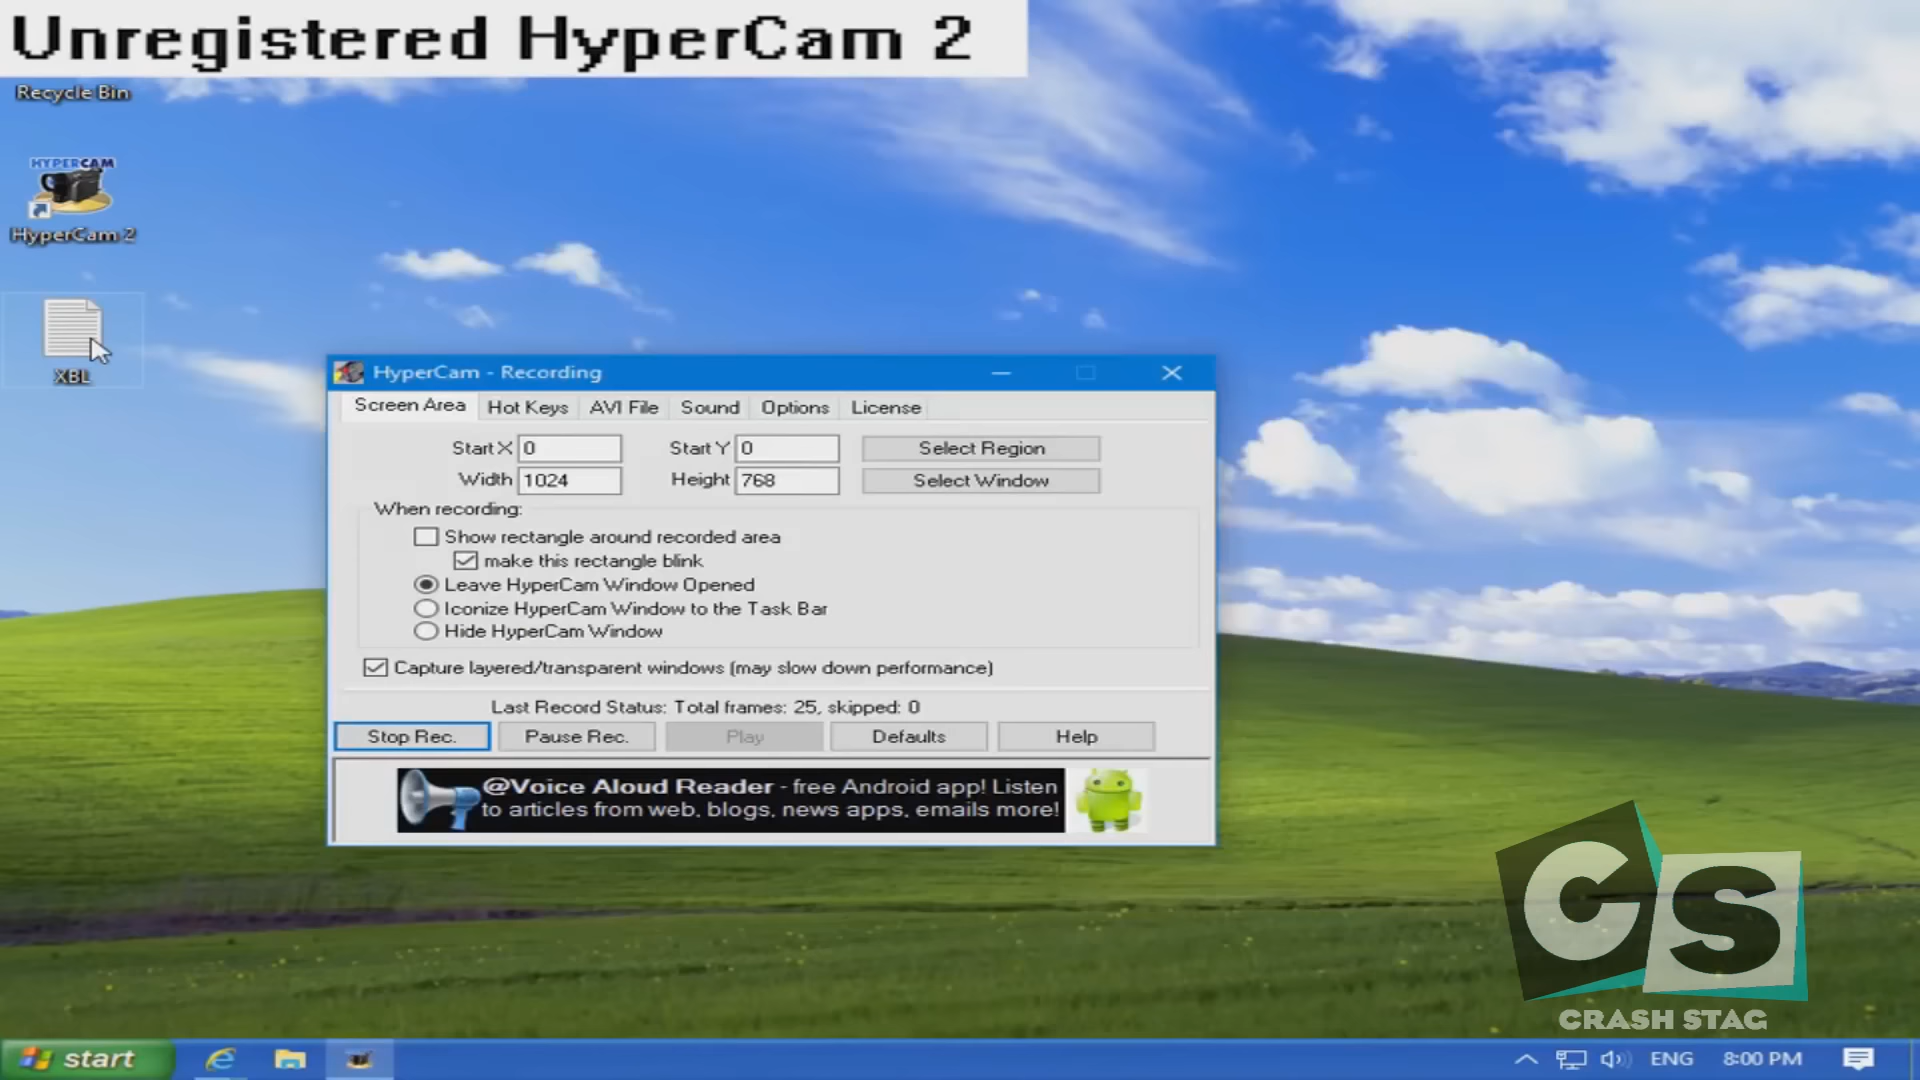 Unregistered HyperCam 2
Recycle Bin
HYPERCAM
HyperCam 2
XBL
HyperCam - Recording
Screen Area
Hot Keys
AVI File
Sound
Options
License
Start X 0
Start Y 0
Select Region
Width 1024
Height 768
Select Window
When recording:
Show rectangle around recorded area
make this rectangle blink
Leave HyperCam Window Opened
Iconize HyperCam Window to the Task Bar
Hide HyperCam Window
Capture layered/transparent windows (may slow down performance)
Last Record Status: Total frames: 25, skipped: 0
Stop Rec.
Pause Rec.
Play
Defaults
Help
@Voice Aloud Reader - free Android app! Listen
to articles from web, blogs, news apps, emails more!
CS
CRASH STAG
start
ENG
8:00 PM